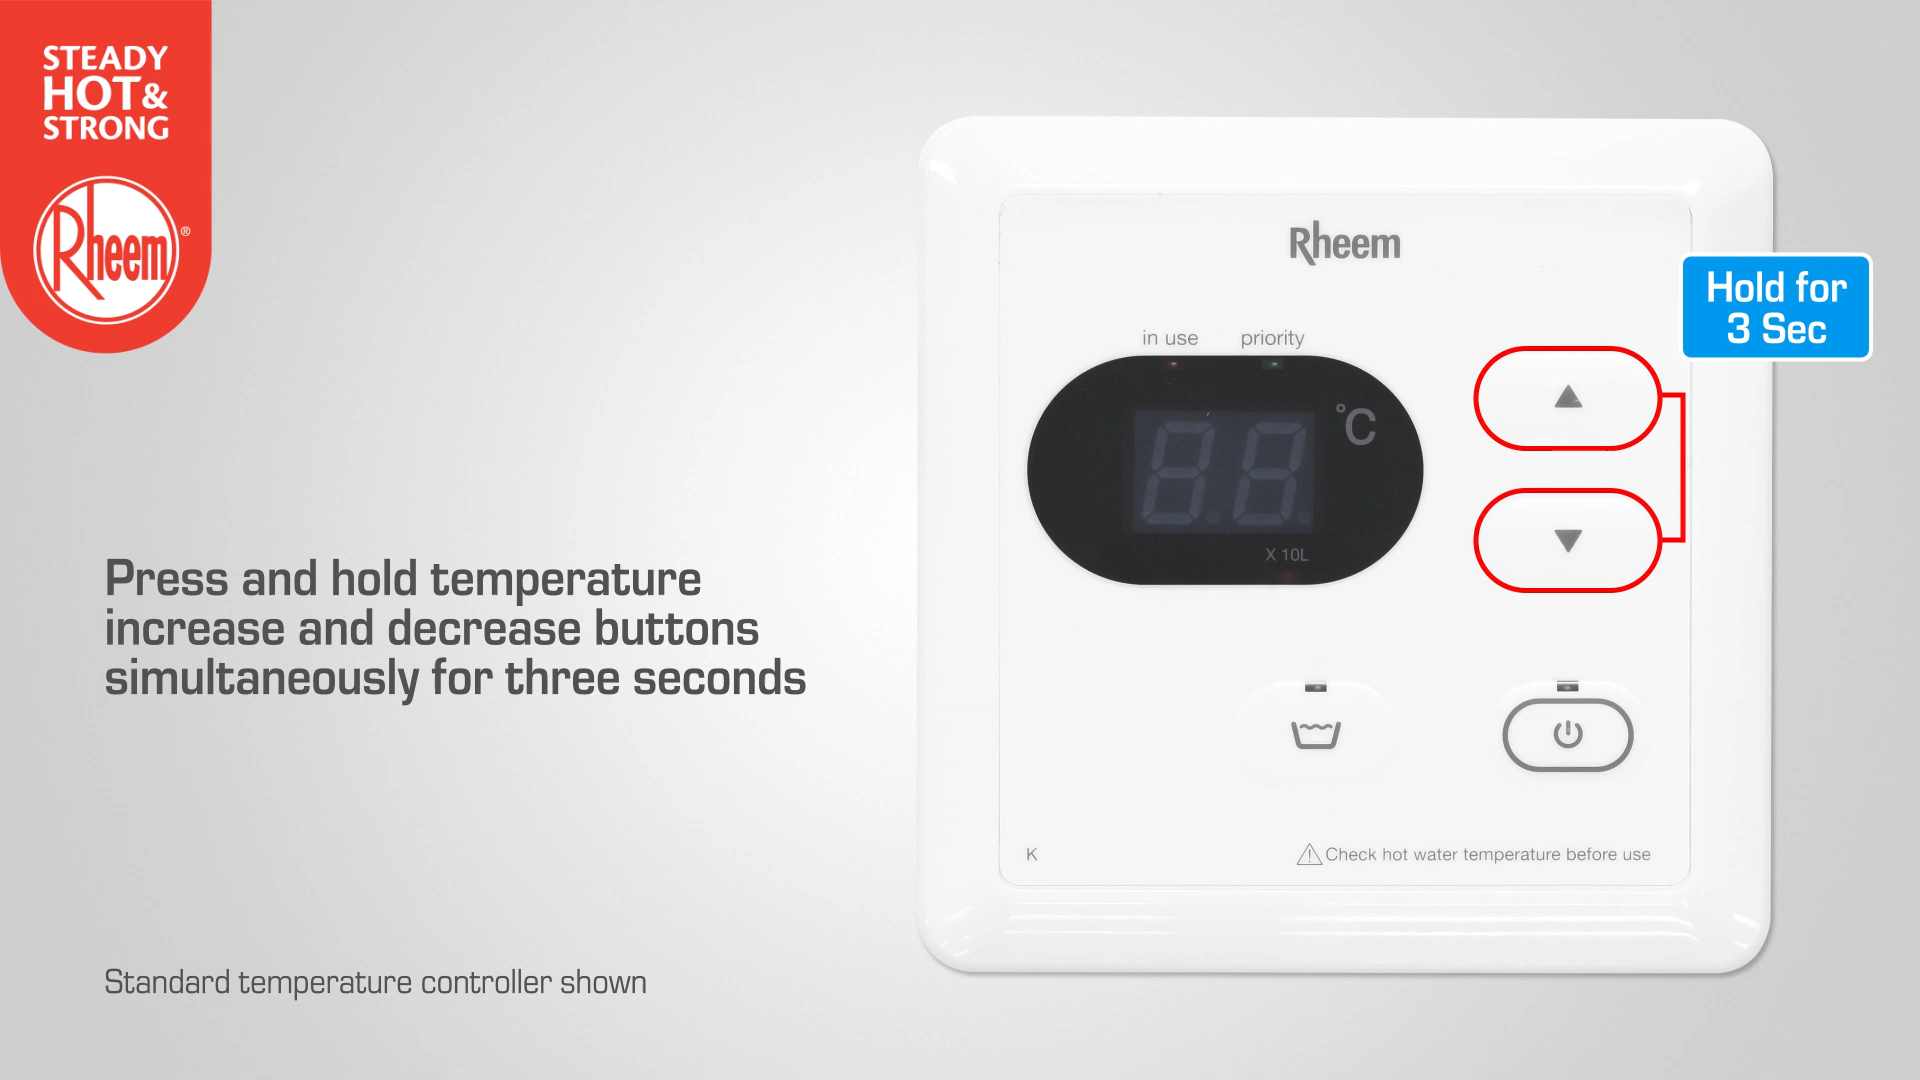 STEADY
HOT&
STRONG
Rheem®
Rheem
Hold for
3 Sec
in use priority
88
°C
X 10L
Press and hold temperature
increase and decrease buttons
simultaneously for three seconds
K
Check hot water temperature before use
Standard temperature controller shown